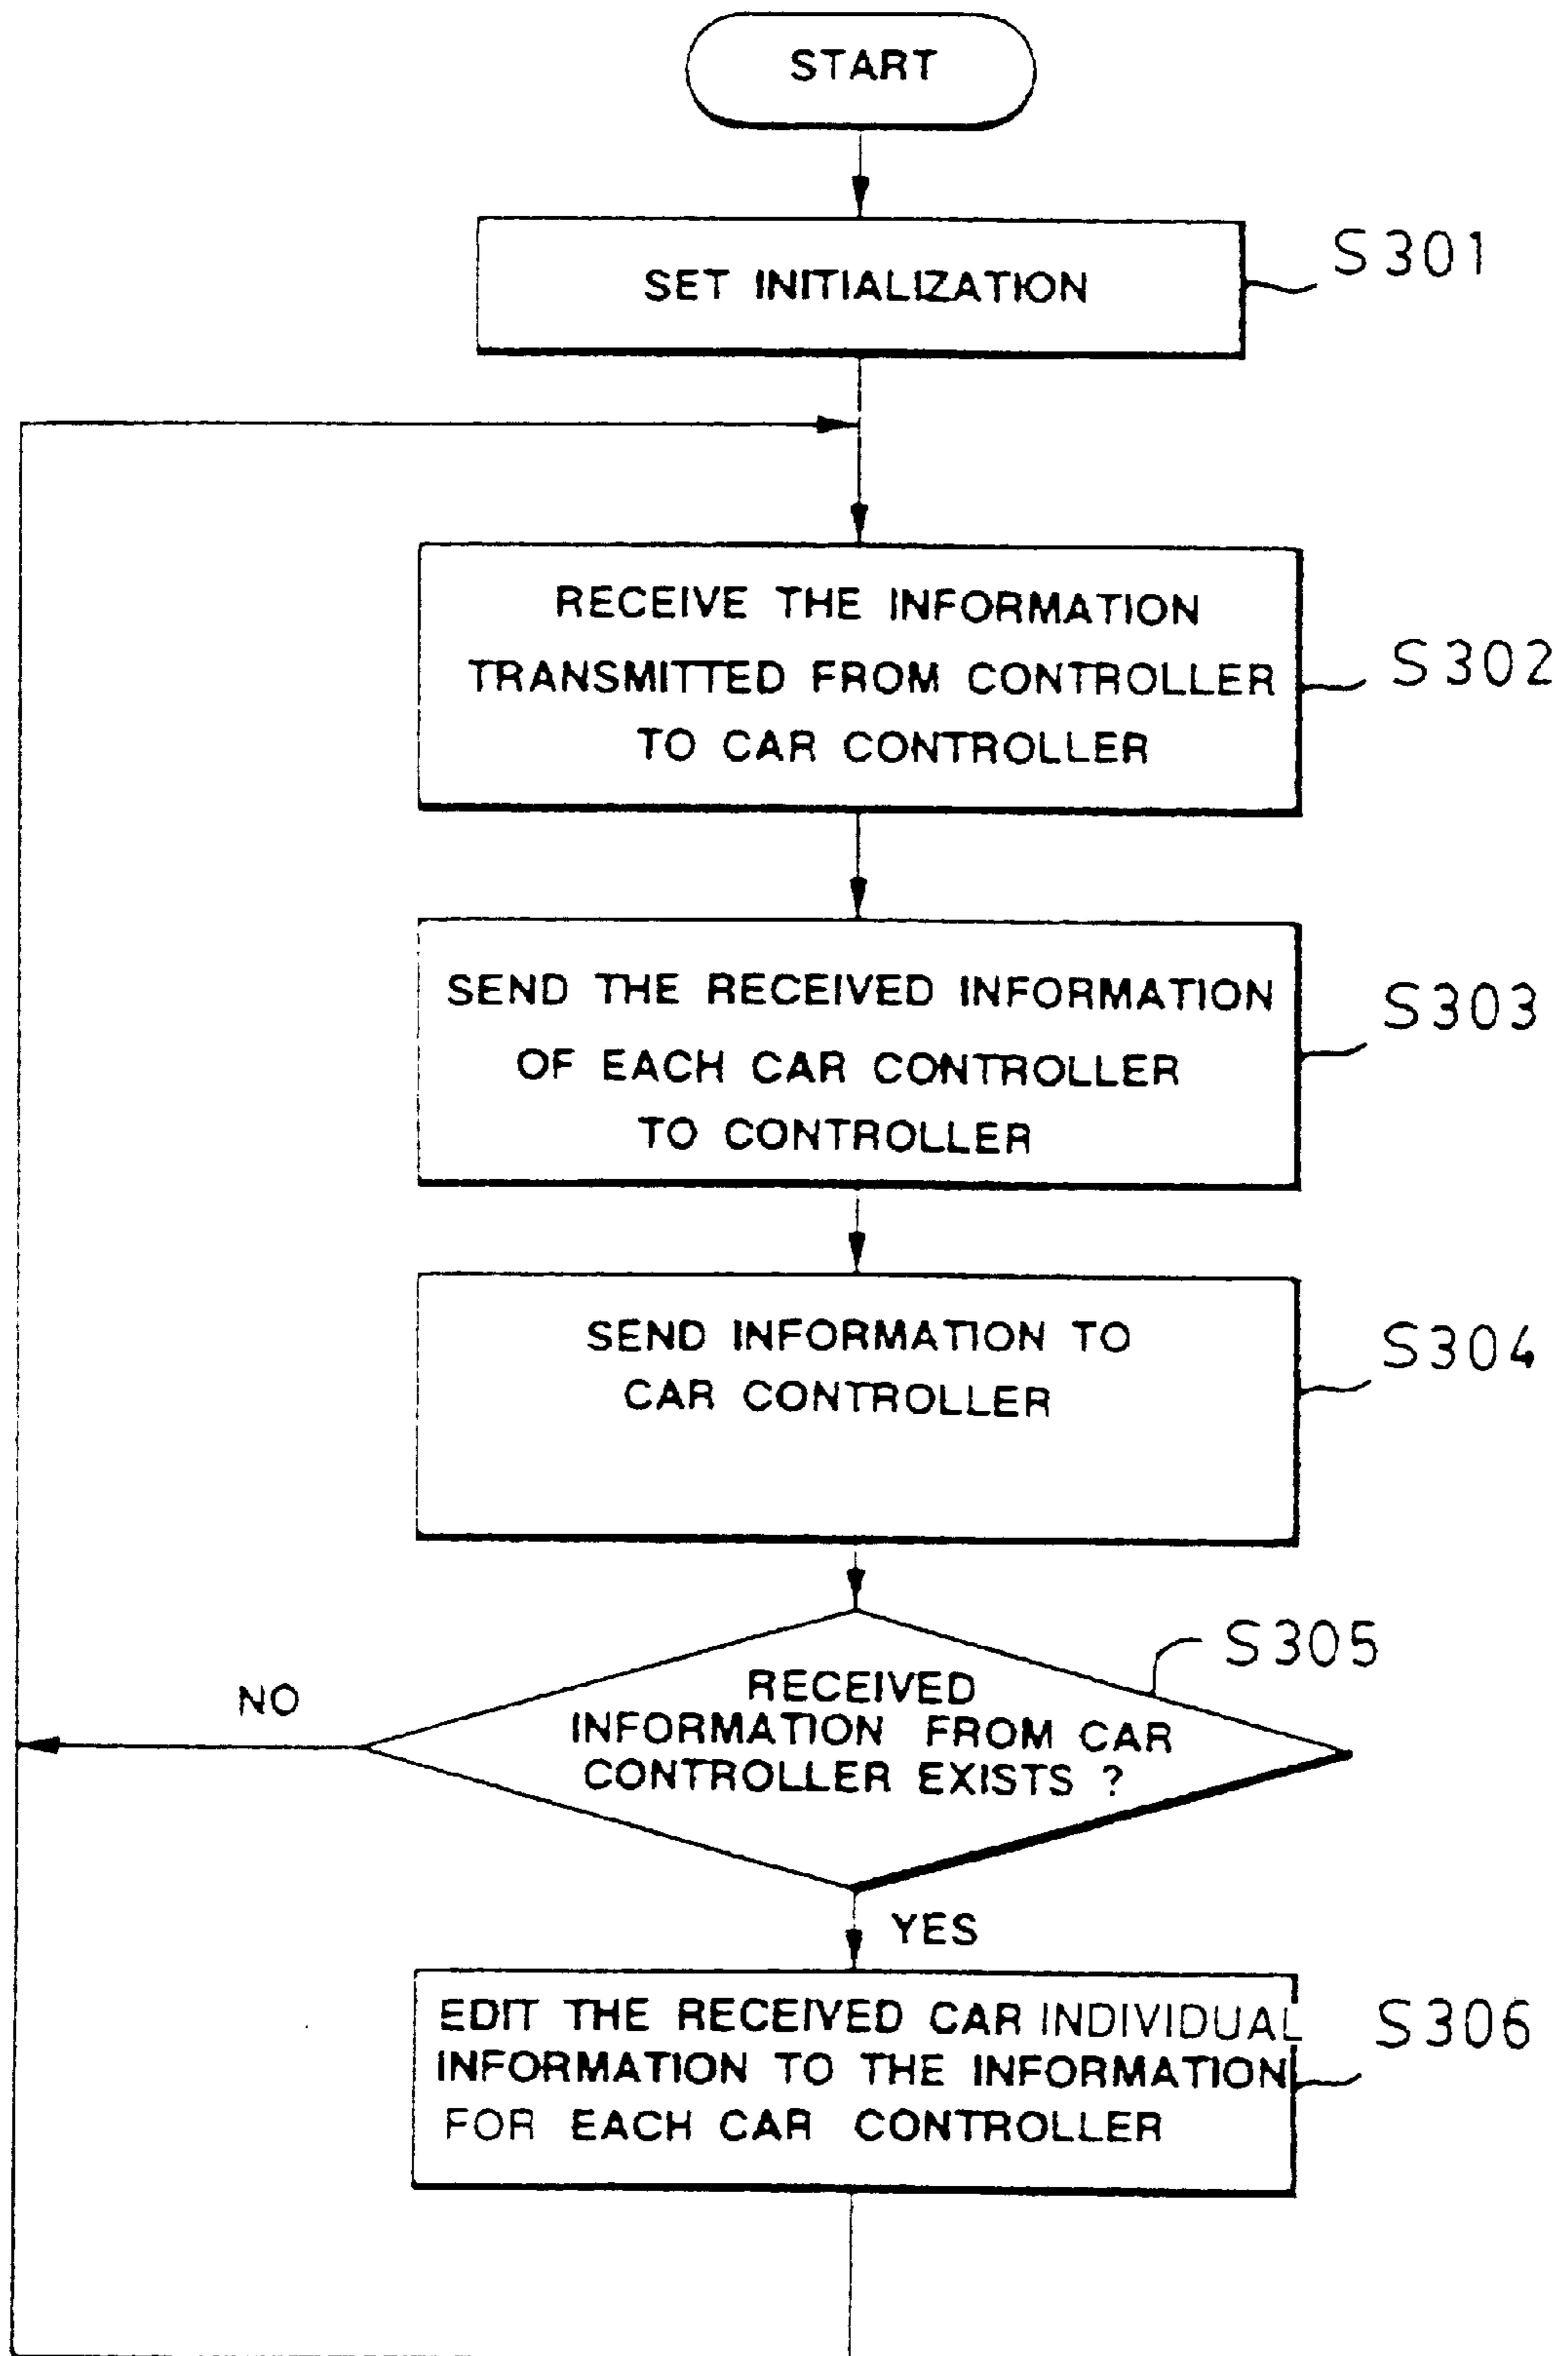 START
SET INITIALIZATION
S301
RECEIVE THE INFORMATION
TRANSMITTED FROM CONTROLLER
TO CAR CONTROLLER
S302
SEND THE RECEIVED INFORMATION
OF EACH CAR CONTROLLER
TO CONTROLLER
S303
SEND INFORMATION TO
CAR CONTROLLER
S304
S305
RECEIVED
INFORMATION FROM CAR
CONTROLLER EXISTS ?
NO
YES
EDIT THE RECEIVED CAR INDIVIDUAL
INFORMATION TO THE INFORMATION
FOR EACH CAR CONTROLLER
S306